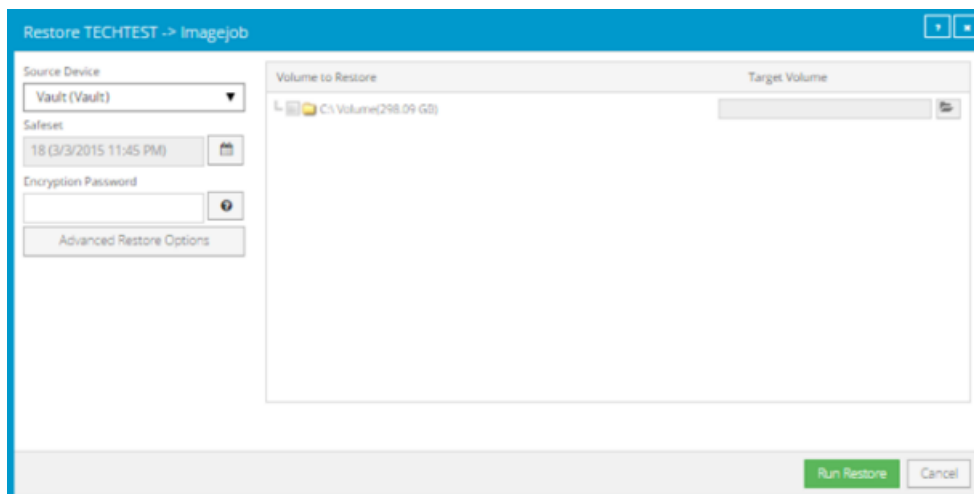 Restore TECHTEST -> Imagejob
Source Device
Vault (Vault)
Safeset
18 (3/3/2015 11:45 PM)
Encryption Password
Advanced Restore Options
Volume to Restore
Target Volume
C:\ Volume(298.09 GB)
Run Restore
Cancel